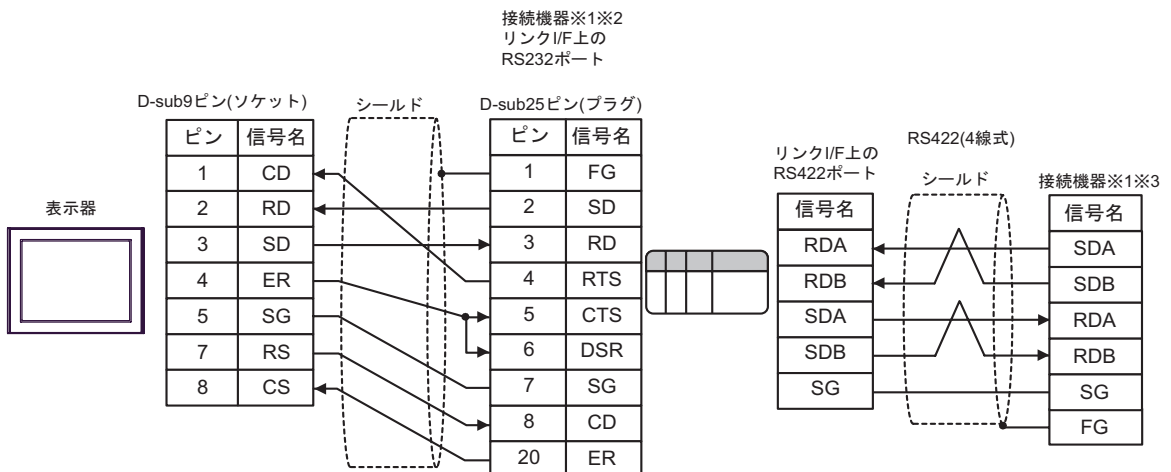 接続機器※1※2
リンクI/F上の
RS232ポート
D-sub9ピン(ソケット)
シールド
D-sub25ピン(プラグ)
ピン 信号名
1 CD
2 RD
3 SD
4 ER
5 SG
7 RS
8 CS
表示器
ピン 信号名
1 FG
2 SD
3 RD
4 RTS
5 CTS
6 DSR
7 SG
8 CD
20 ER
リンクI/F上の
RS422ポート
RS422(4線式)
シールド
接続機器※1※3
信号名
RDA
RDB
SDA
SDB
SG
信号名
SDA
SDB
RDA
RDB
SG
FG